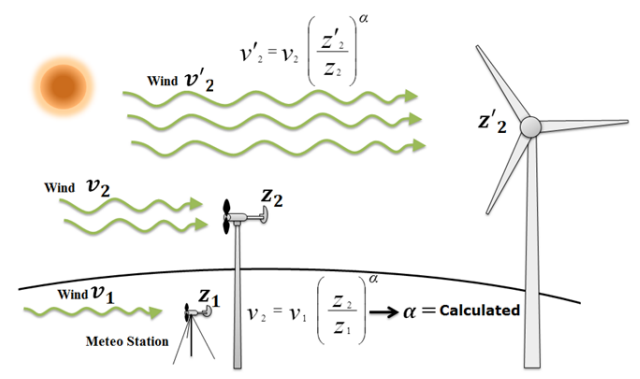 v'₂ = v₂ (z'₂ / z₂)^α
Wind v'₂
z'₂
Wind v₂
z₂
Wind v₁
z₁
v₂ = v₁ (z₂ / z₁)^α → α = Calculated
Meteo Station